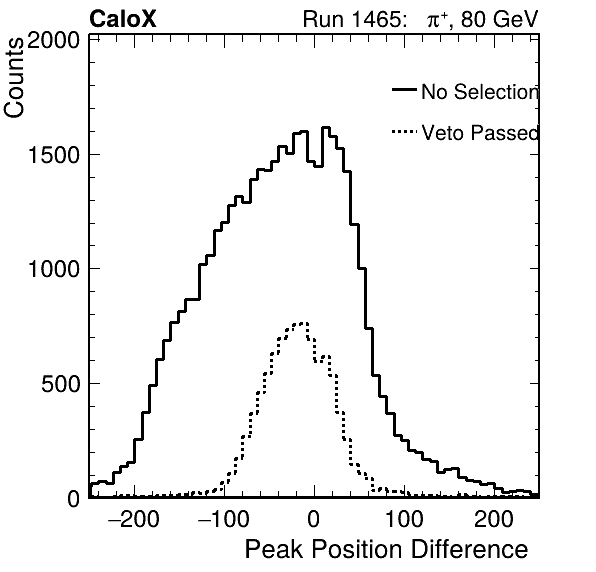 CaloX Run 1465: π+, 80 GeV
Counts
2000
1500
1000
500
0
No Selection
Veto Passed
−200 −100 0 100 200
Peak Position Difference